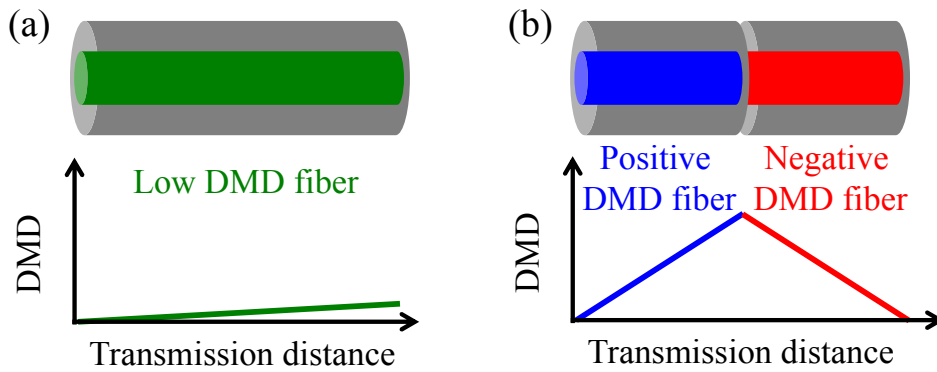 (a)
Low DMD fiber
DMD
Transmission distance
(b)
Positive
DMD fiber
Negative
DMD fiber
DMD
Transmission distance